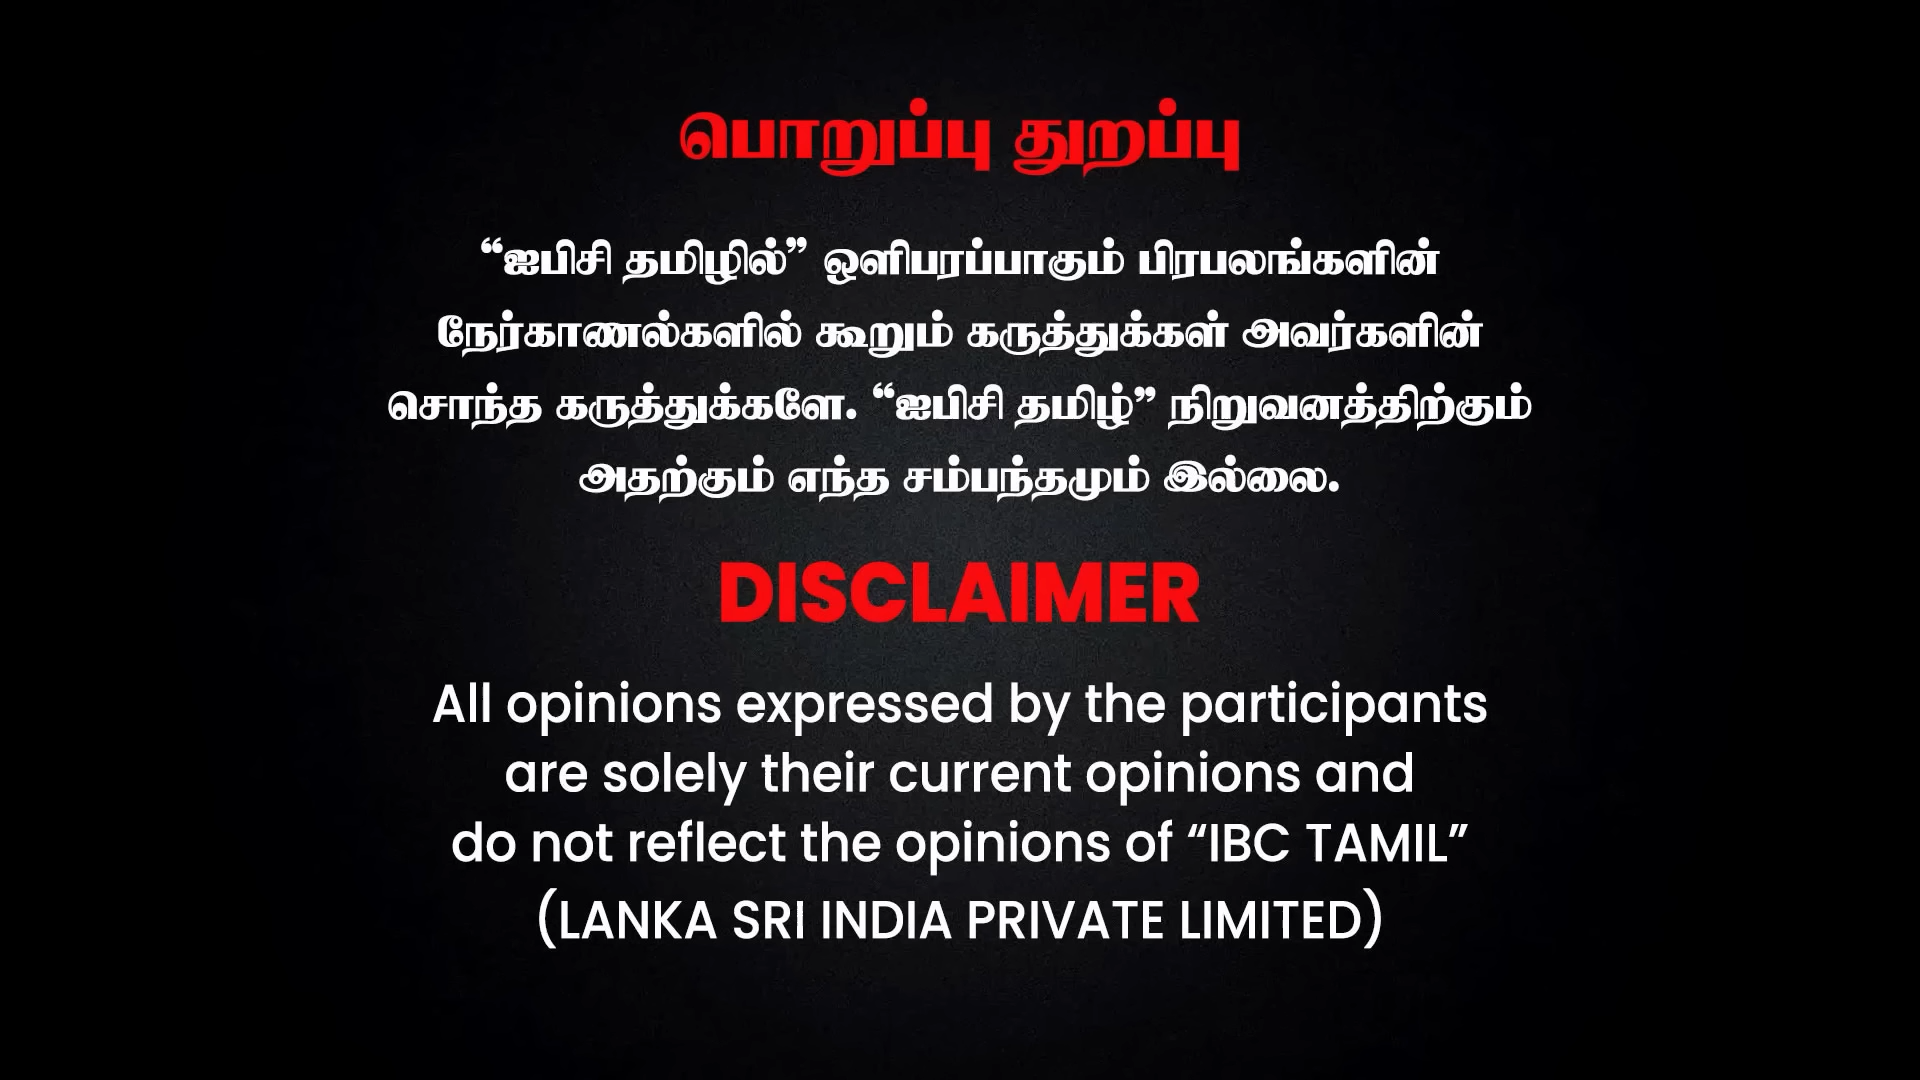 பொறுப்பு துறப்பு
“ஐபிசி தமிழில்” ஒளிபரப்பாகும் பிரபலங்களின்
நேர்காணல்களில் கூறும் கருத்துக்கள் அவர்களின்
சொந்த கருத்துக்களே. “ஐபிசி தமிழ்” நிறுவனத்திற்கும்
அதற்கும் எந்த சம்பந்தமும் இல்லை.
DISCLAIMER
All opinions expressed by the participants
are solely their current opinions and
do not reflect the opinions of “IBC TAMIL”
(LANKA SRI INDIA PRIVATE LIMITED)